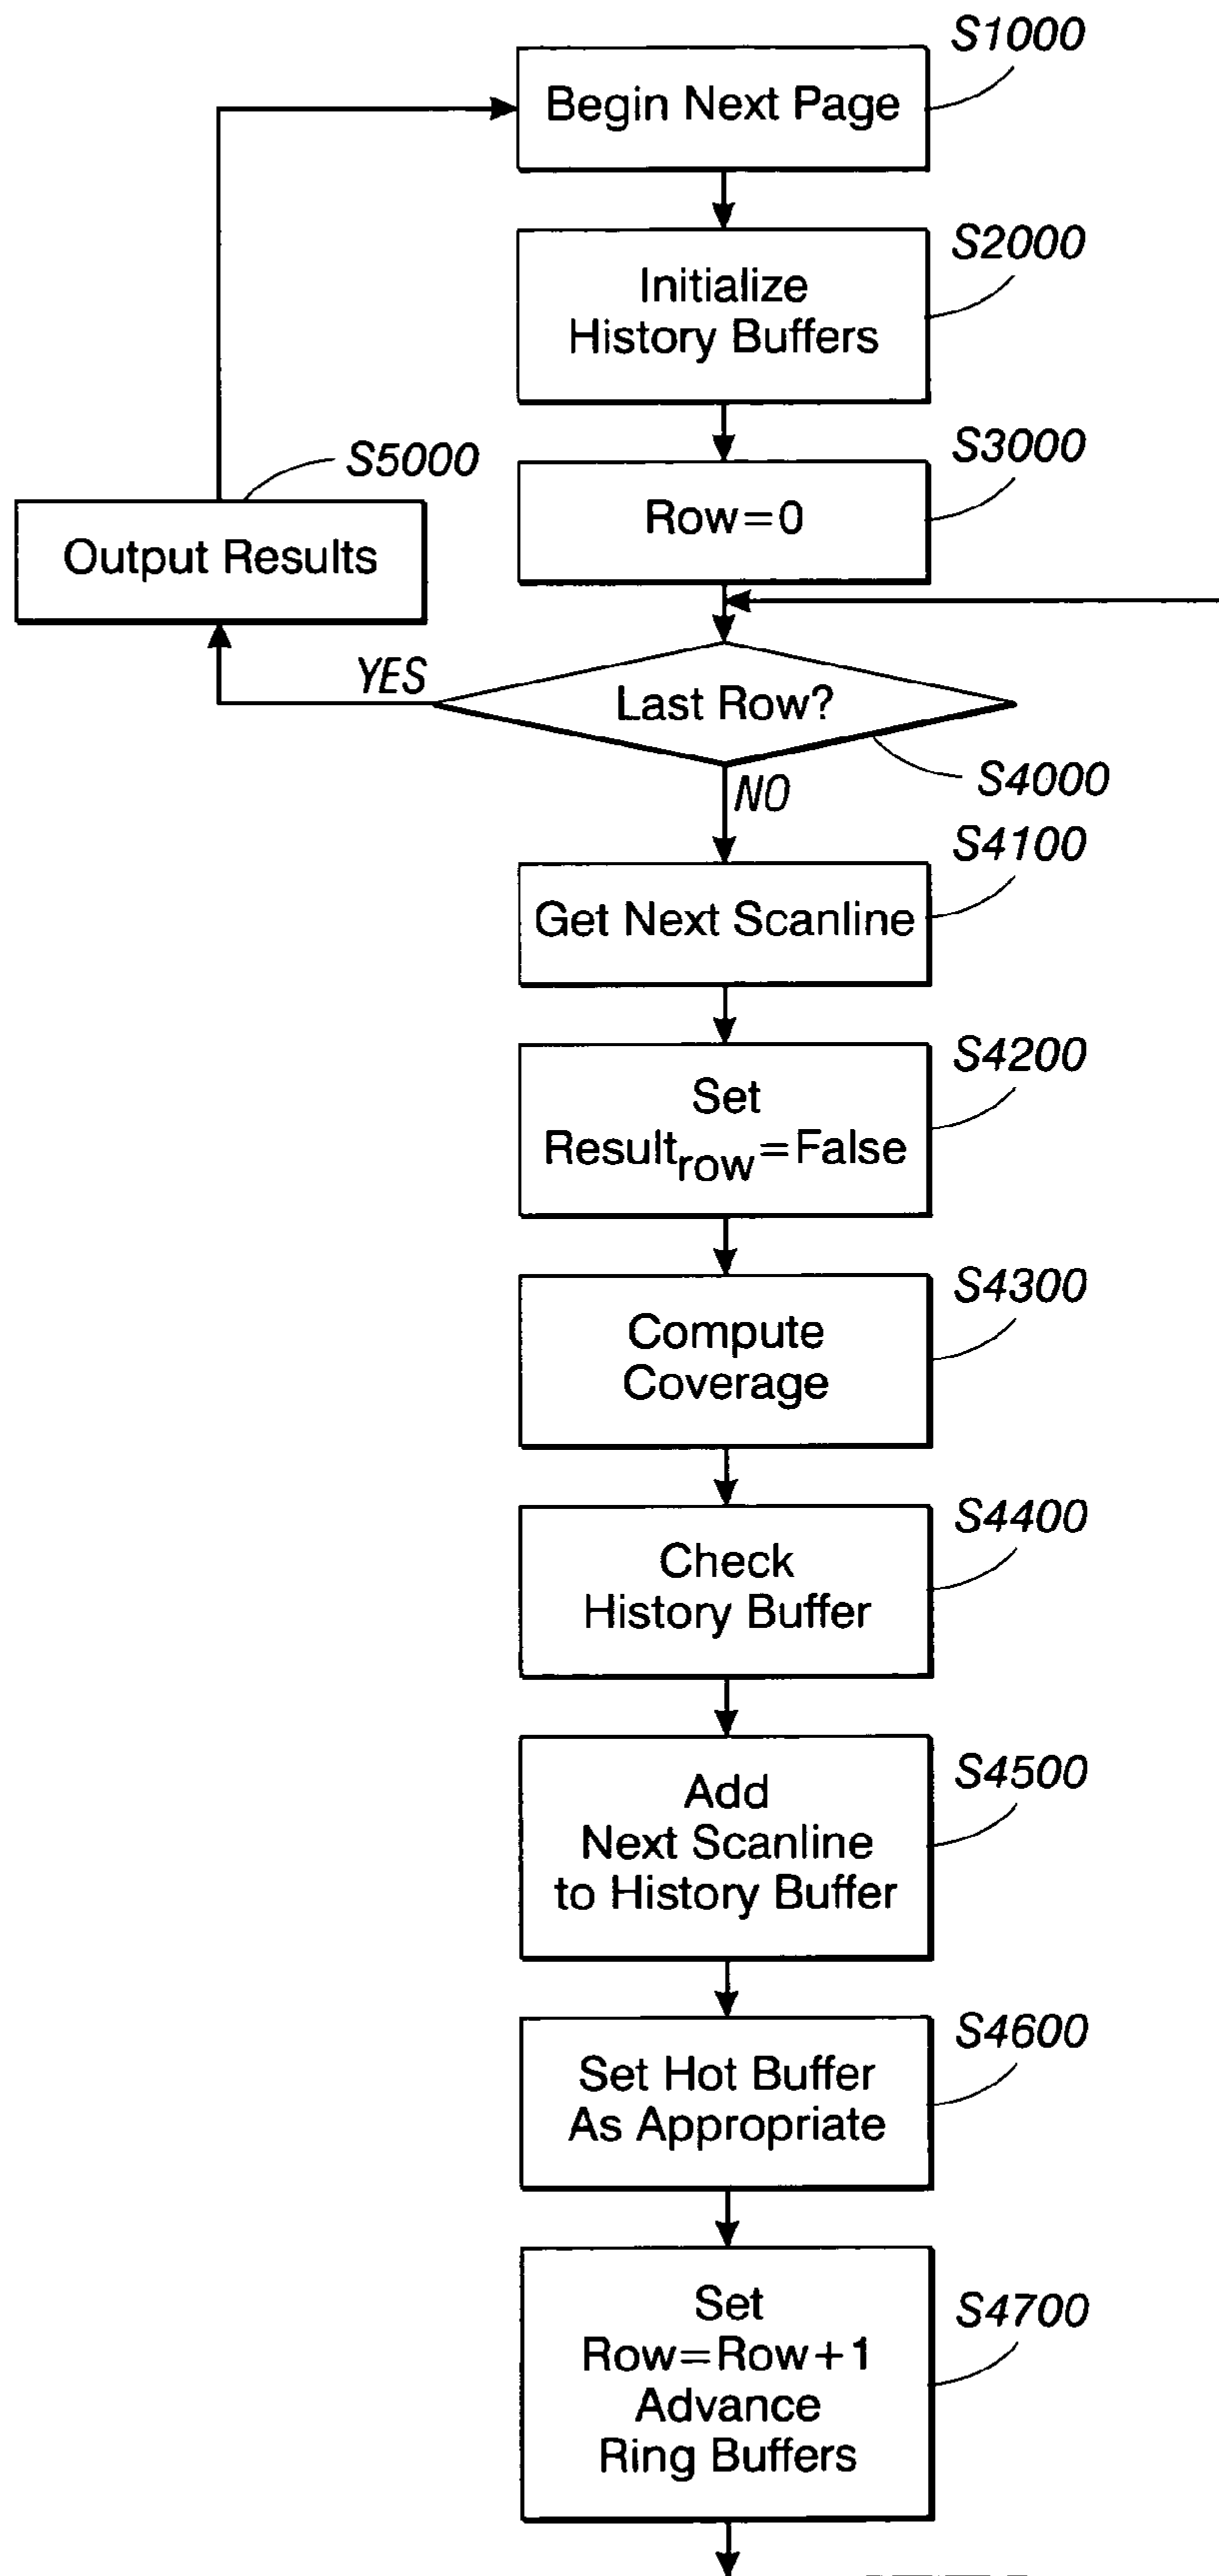 S1000
Begin Next Page
S2000
Initialize
History Buffers
S3000
Row=0
S5000
Output Results
YES
Last Row?
S4000
NO
S4100
Get Next Scanline
S4200
Set
Resultrow=False
S4300
Compute
Coverage
S4400
Check
History Buffer
S4500
Add
Next Scanline
to History Buffer
S4600
Set Hot Buffer
As Appropriate
S4700
Set
Row=Row+1
Advance
Ring Buffers